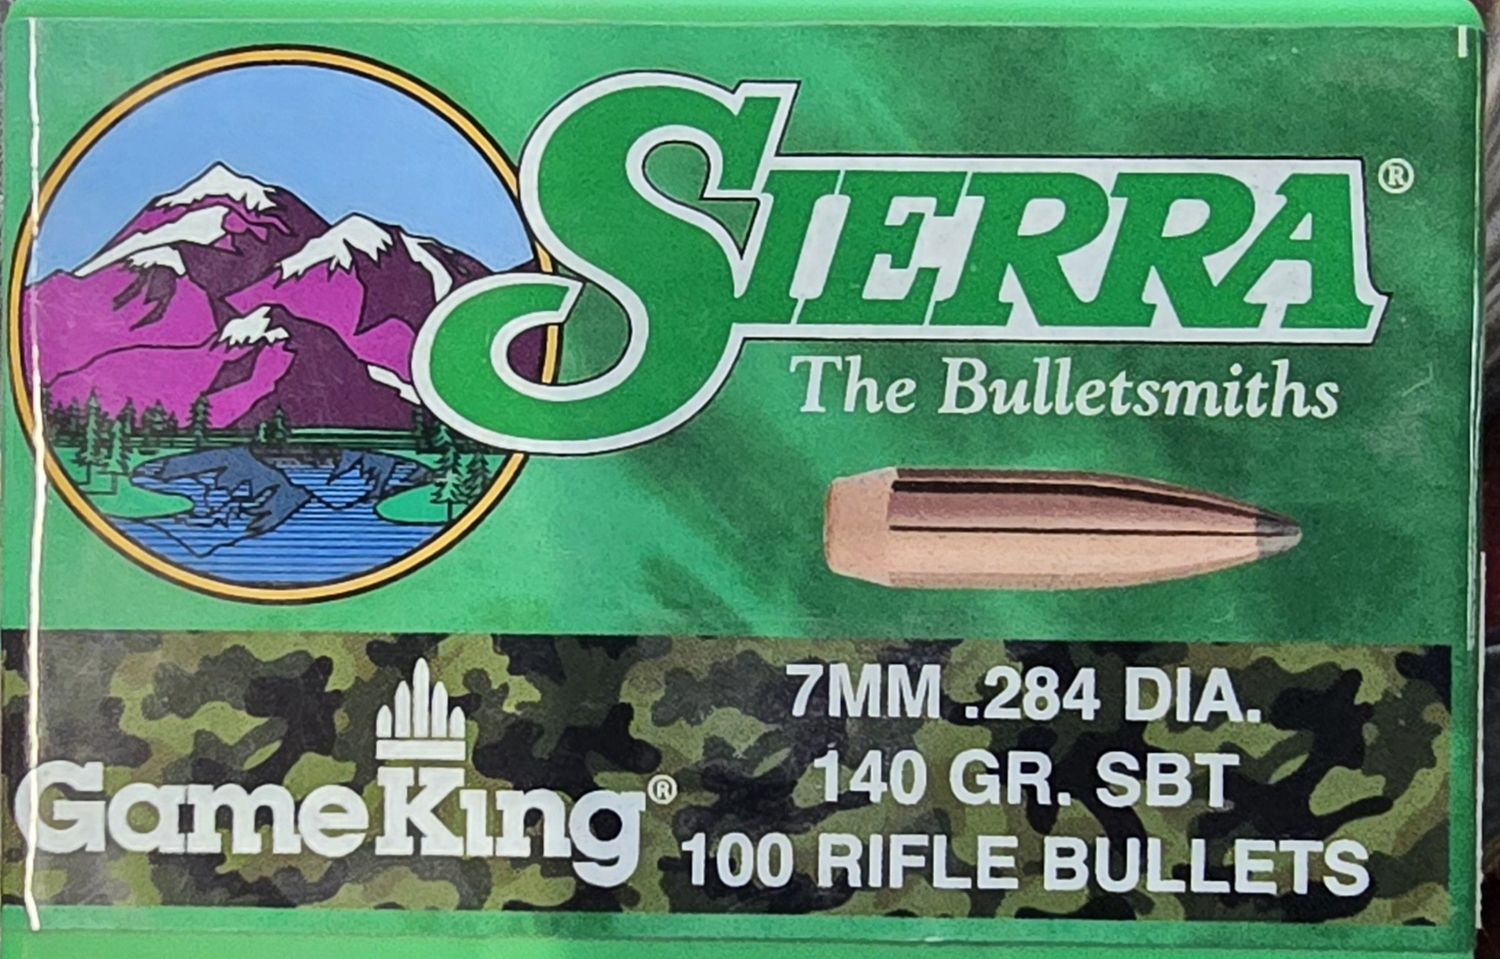 SIERRA®
The Bulletsmiths
7MM .284 DIA.
140 GR. SBT
100 RIFLE BULLETS
GameKing®